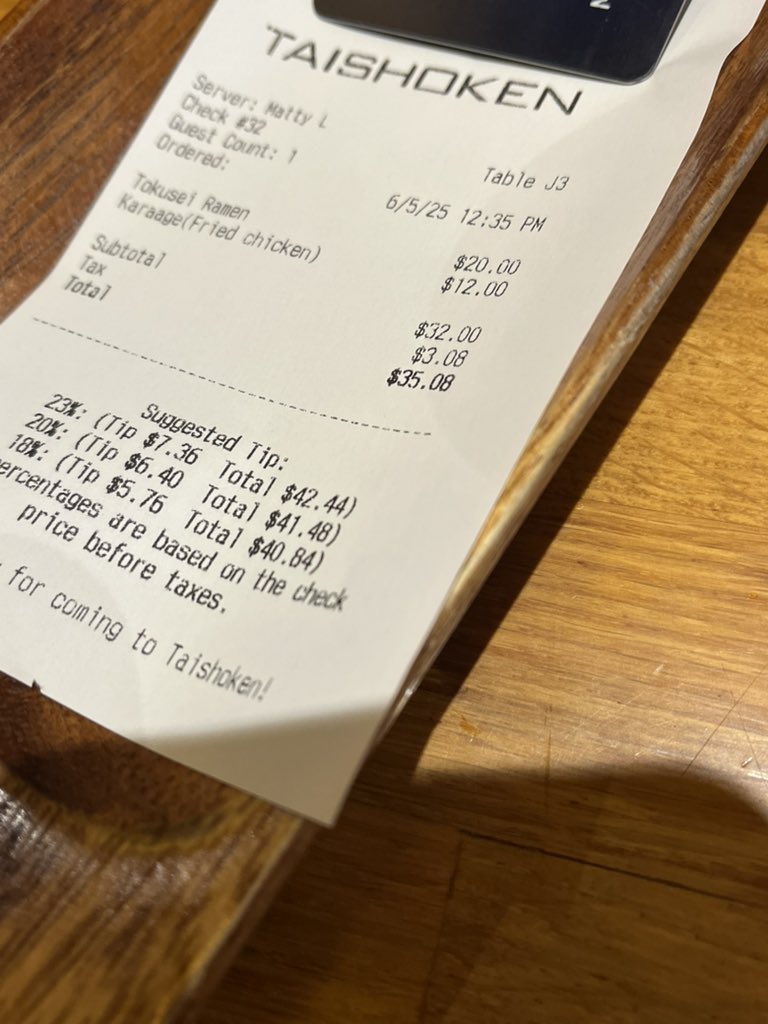 2
TAISHOKEN
Server: Matty L
Check #32
Table J3
Guest Count: 1
Ordered:
6/5/25 12:35 PM
Tokusei Ramen $20.00
Karaage(Fried chicken) $12.00
Subtotal $32.00
Tax $3.08
Total $35.08
Suggested Tip:
23%: (Tip $7.36 Total $42.44)
20%: (Tip $6.40 Total $41.48)
18%: (Tip $5.76 Total $40.84)
ercentages are based on the check
price before taxes.
for coming to Taishoken!